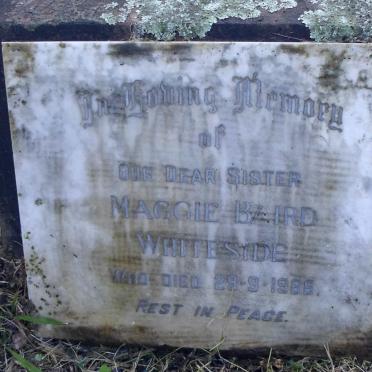 In Loving Memory
of
OUR DEAR SISTER
MAGGIE BAIRD
WHITESIDE
WHO DIED
REST IN PEACE.